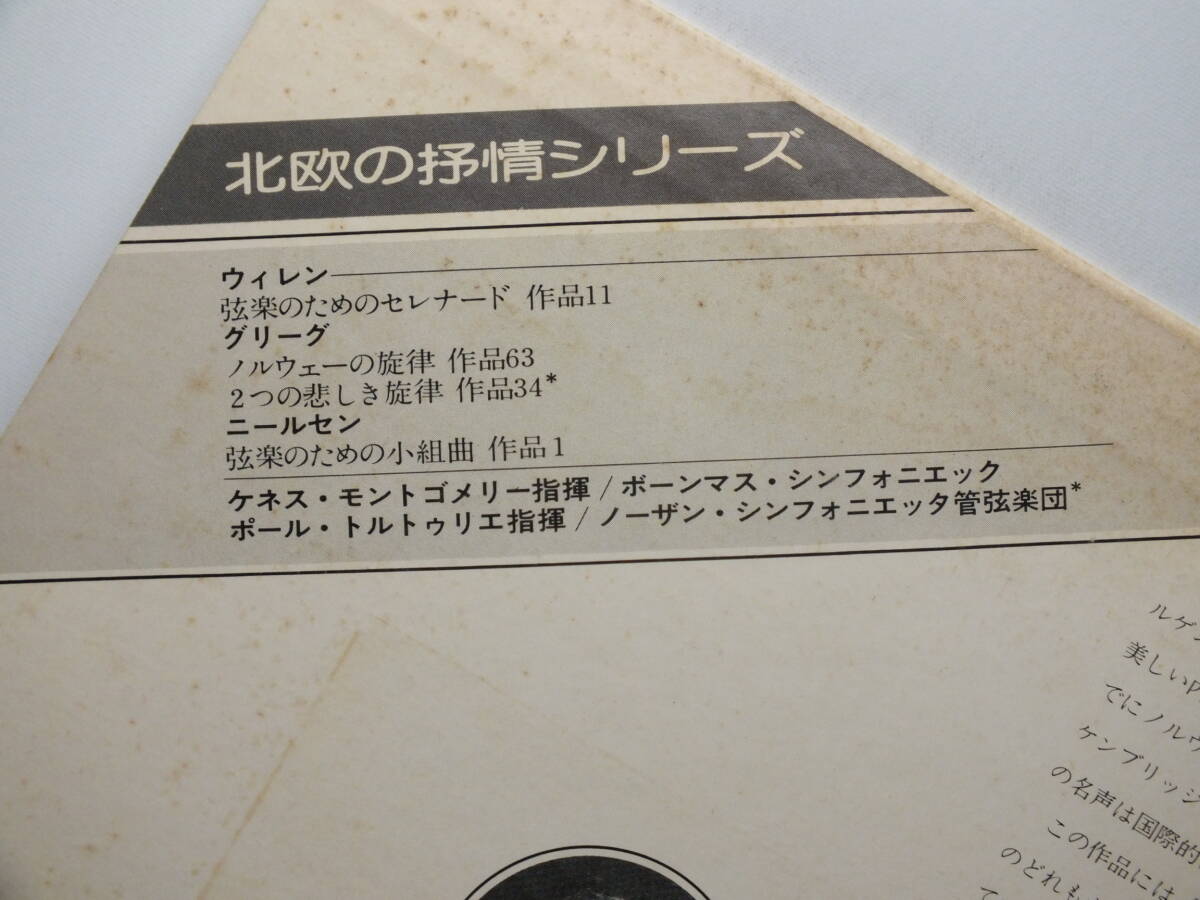 北欧の抒情シリーズ
ウィレン
弦楽のためのセレナード 作品11
グリーグ
ノルウェーの旋律 作品63
2つの悲しき旋律 作品34*
ニールセン
弦楽のための小組曲 作品1
ケネス・モントゴメリー指揮/ボーンマス・シンフォニエック
ポール・トルトゥリエ指揮/ノーザン・シンフォニエッタ管弦楽団*
ルゲ
美しい
でにノルウ
ケンブリッジ
の名声は国際的
この作品には
のどれも
て